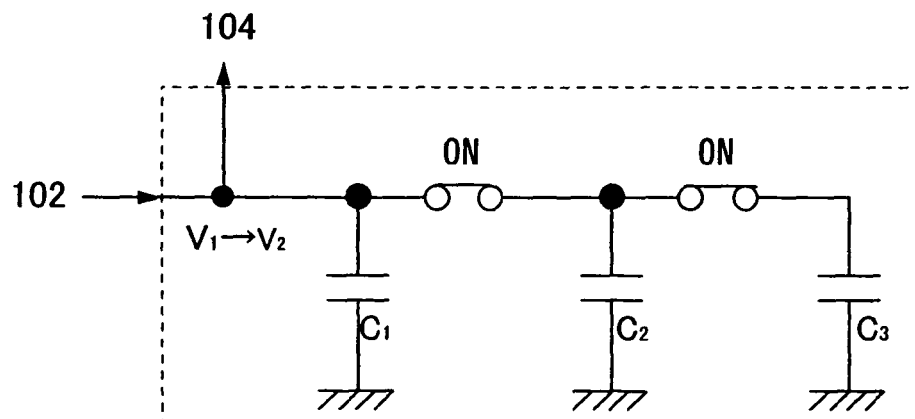 104
ON ON
102
V₁→V₂
C₁ C₂ C₃